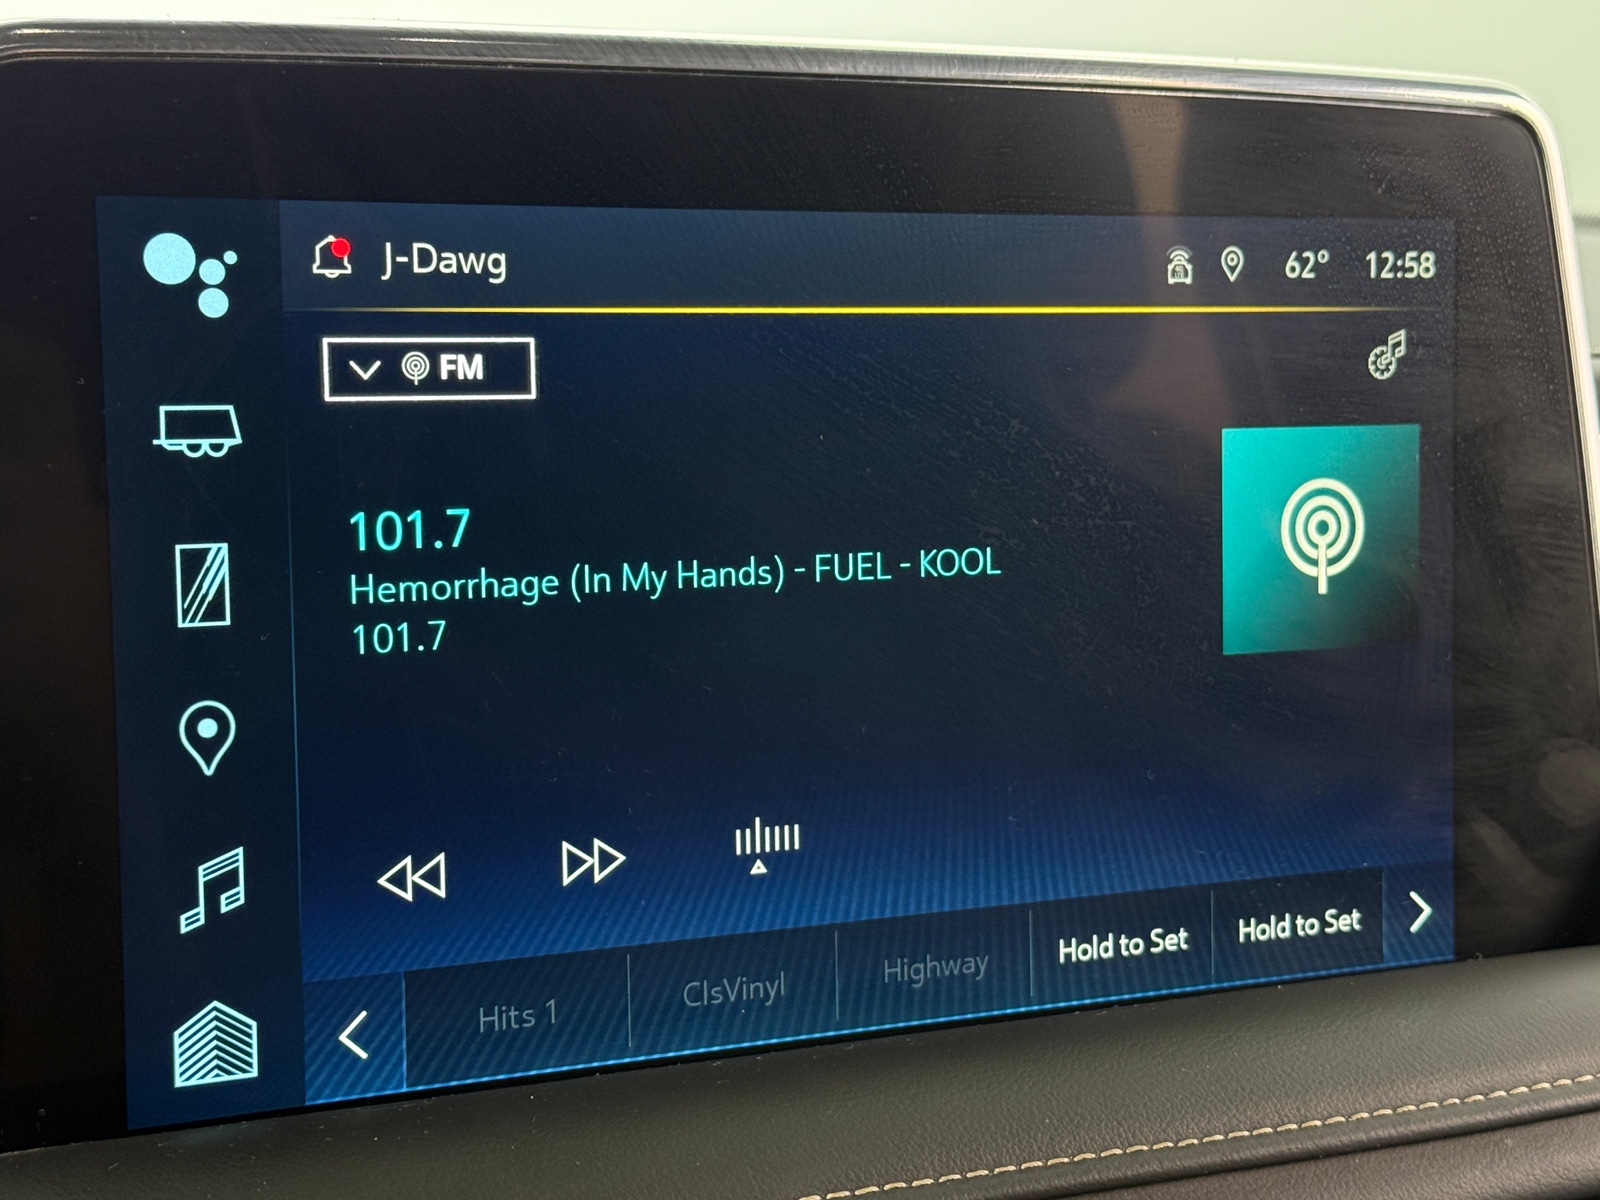 J-Dawg
62° 12:58
FM
101.7
Hemorrhage (In My Hands) - FUEL - KOOL
101.7
Hits 1
ClsVinyl
Highway
Hold to Set
Hold to Set